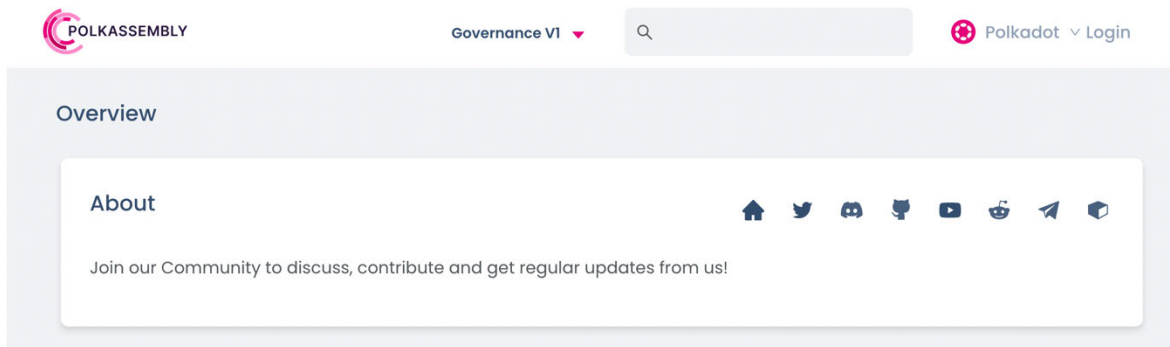 POLKASSEMBLY
Governance V1
Polkadot
Login
Overview
About
Join our Community to discuss, contribute and get regular updates from us!